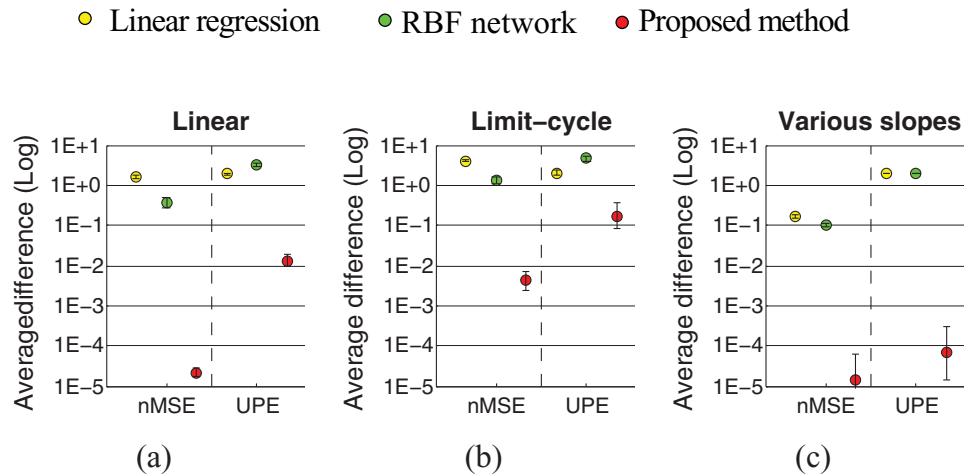 Linear regression RBF network Proposed method
Linear
Averagedifference (Log)
1E+1
1E+0
1E-1
1E-2
1E-3
1E-4
1E-5
nMSE UPE
(a)
Limit-cycle
Average difference (Log)
1E+1
1E+0
1E-1
1E-2
1E-3
1E-4
1E-5
nMSE UPE
(b)
Various slopes
Average difference (Log)
1E+1
1E+0
1E-1
1E-2
1E-3
1E-4
1E-5
nMSE UPE
(c)